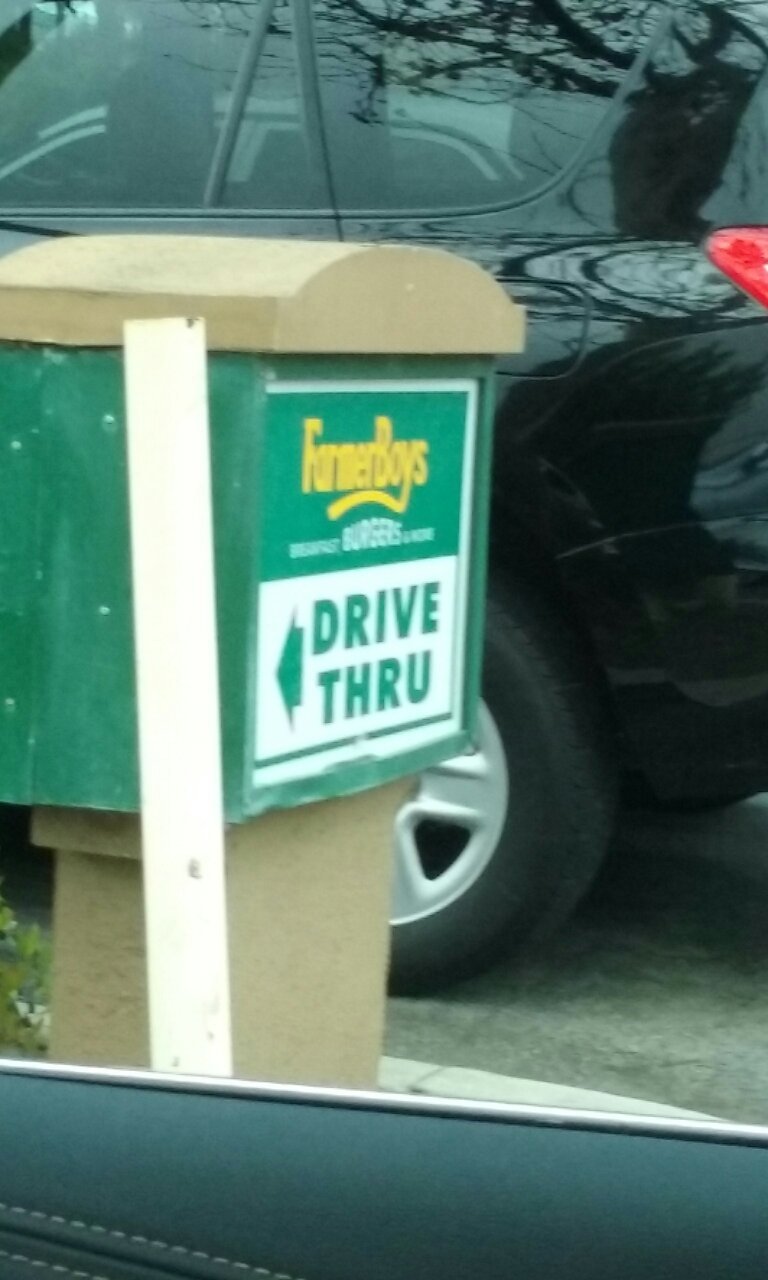 FarmerBoys
BREAKFAST, BURGERS & MORE
DRIVE
THRU